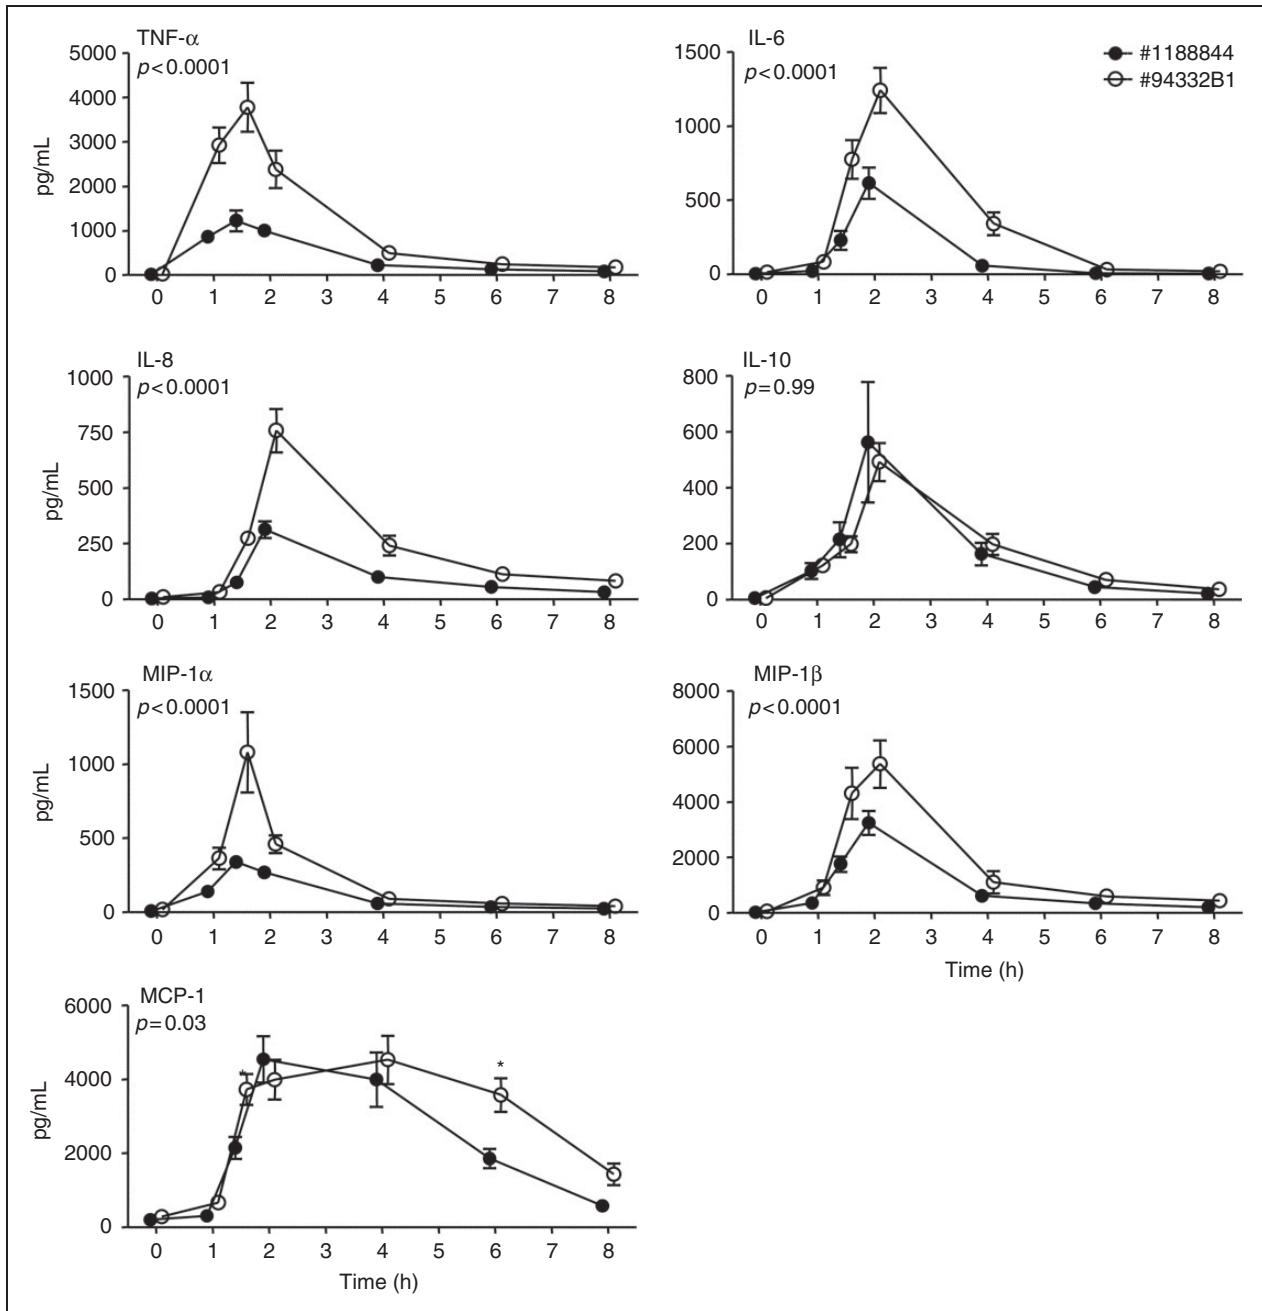 TNF-α
p<0.0001
5000
4000
3000
2000
1000
0
pg/mL
0 1 2 3 4 5 6 7 8
IL-6
p<0.0001
1500
1000
500
0
0 1 2 3 4 5 6 7 8
#1188844
#94332B1
IL-8
p<0.0001
1000
750
500
250
0
pg/mL
0 1 2 3 4 5 6 7 8
IL-10
p=0.99
800
600
400
200
0
0 1 2 3 4 5 6 7 8
MIP-1α
p<0.0001
1500
1000
500
0
pg/mL
0 1 2 3 4 5 6 7 8
MIP-1β
p<0.0001
8000
6000
4000
2000
0
0 1 2 3 4 5 6 7 8
Time (h)
MCP-1
p=0.03
6000
4000
2000
0
pg/mL
*
*
0 1 2 3 4 5 6 7 8
Time (h)